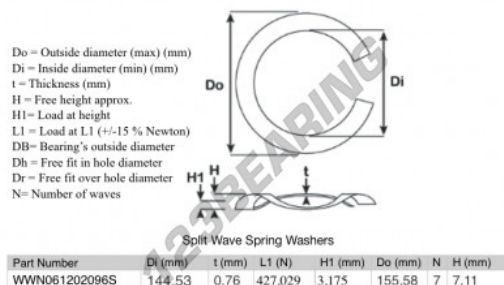 Do = Outside diameter (max) (mm)
Di = Inside diameter (min) (mm)
t = Thickness (mm)
H = Free height approx.
H1= Load at height
L1 = Load at L1 (+/-15 % Newton)
DB= Bearing's outside diameter
Dh = Free fit in hole diameter
Dr = Free fit over hole diameter
N= Number of waves
Do
Di
H1
H
t
123BEARING
Split Wave Spring Washers
Part Number Di (mm) t (mm) L1 (N) H1 (mm) Do (mm) N H (mm)
WWN061202096S 144.53 0.76 427.029 3.175 155.58 7 7.11